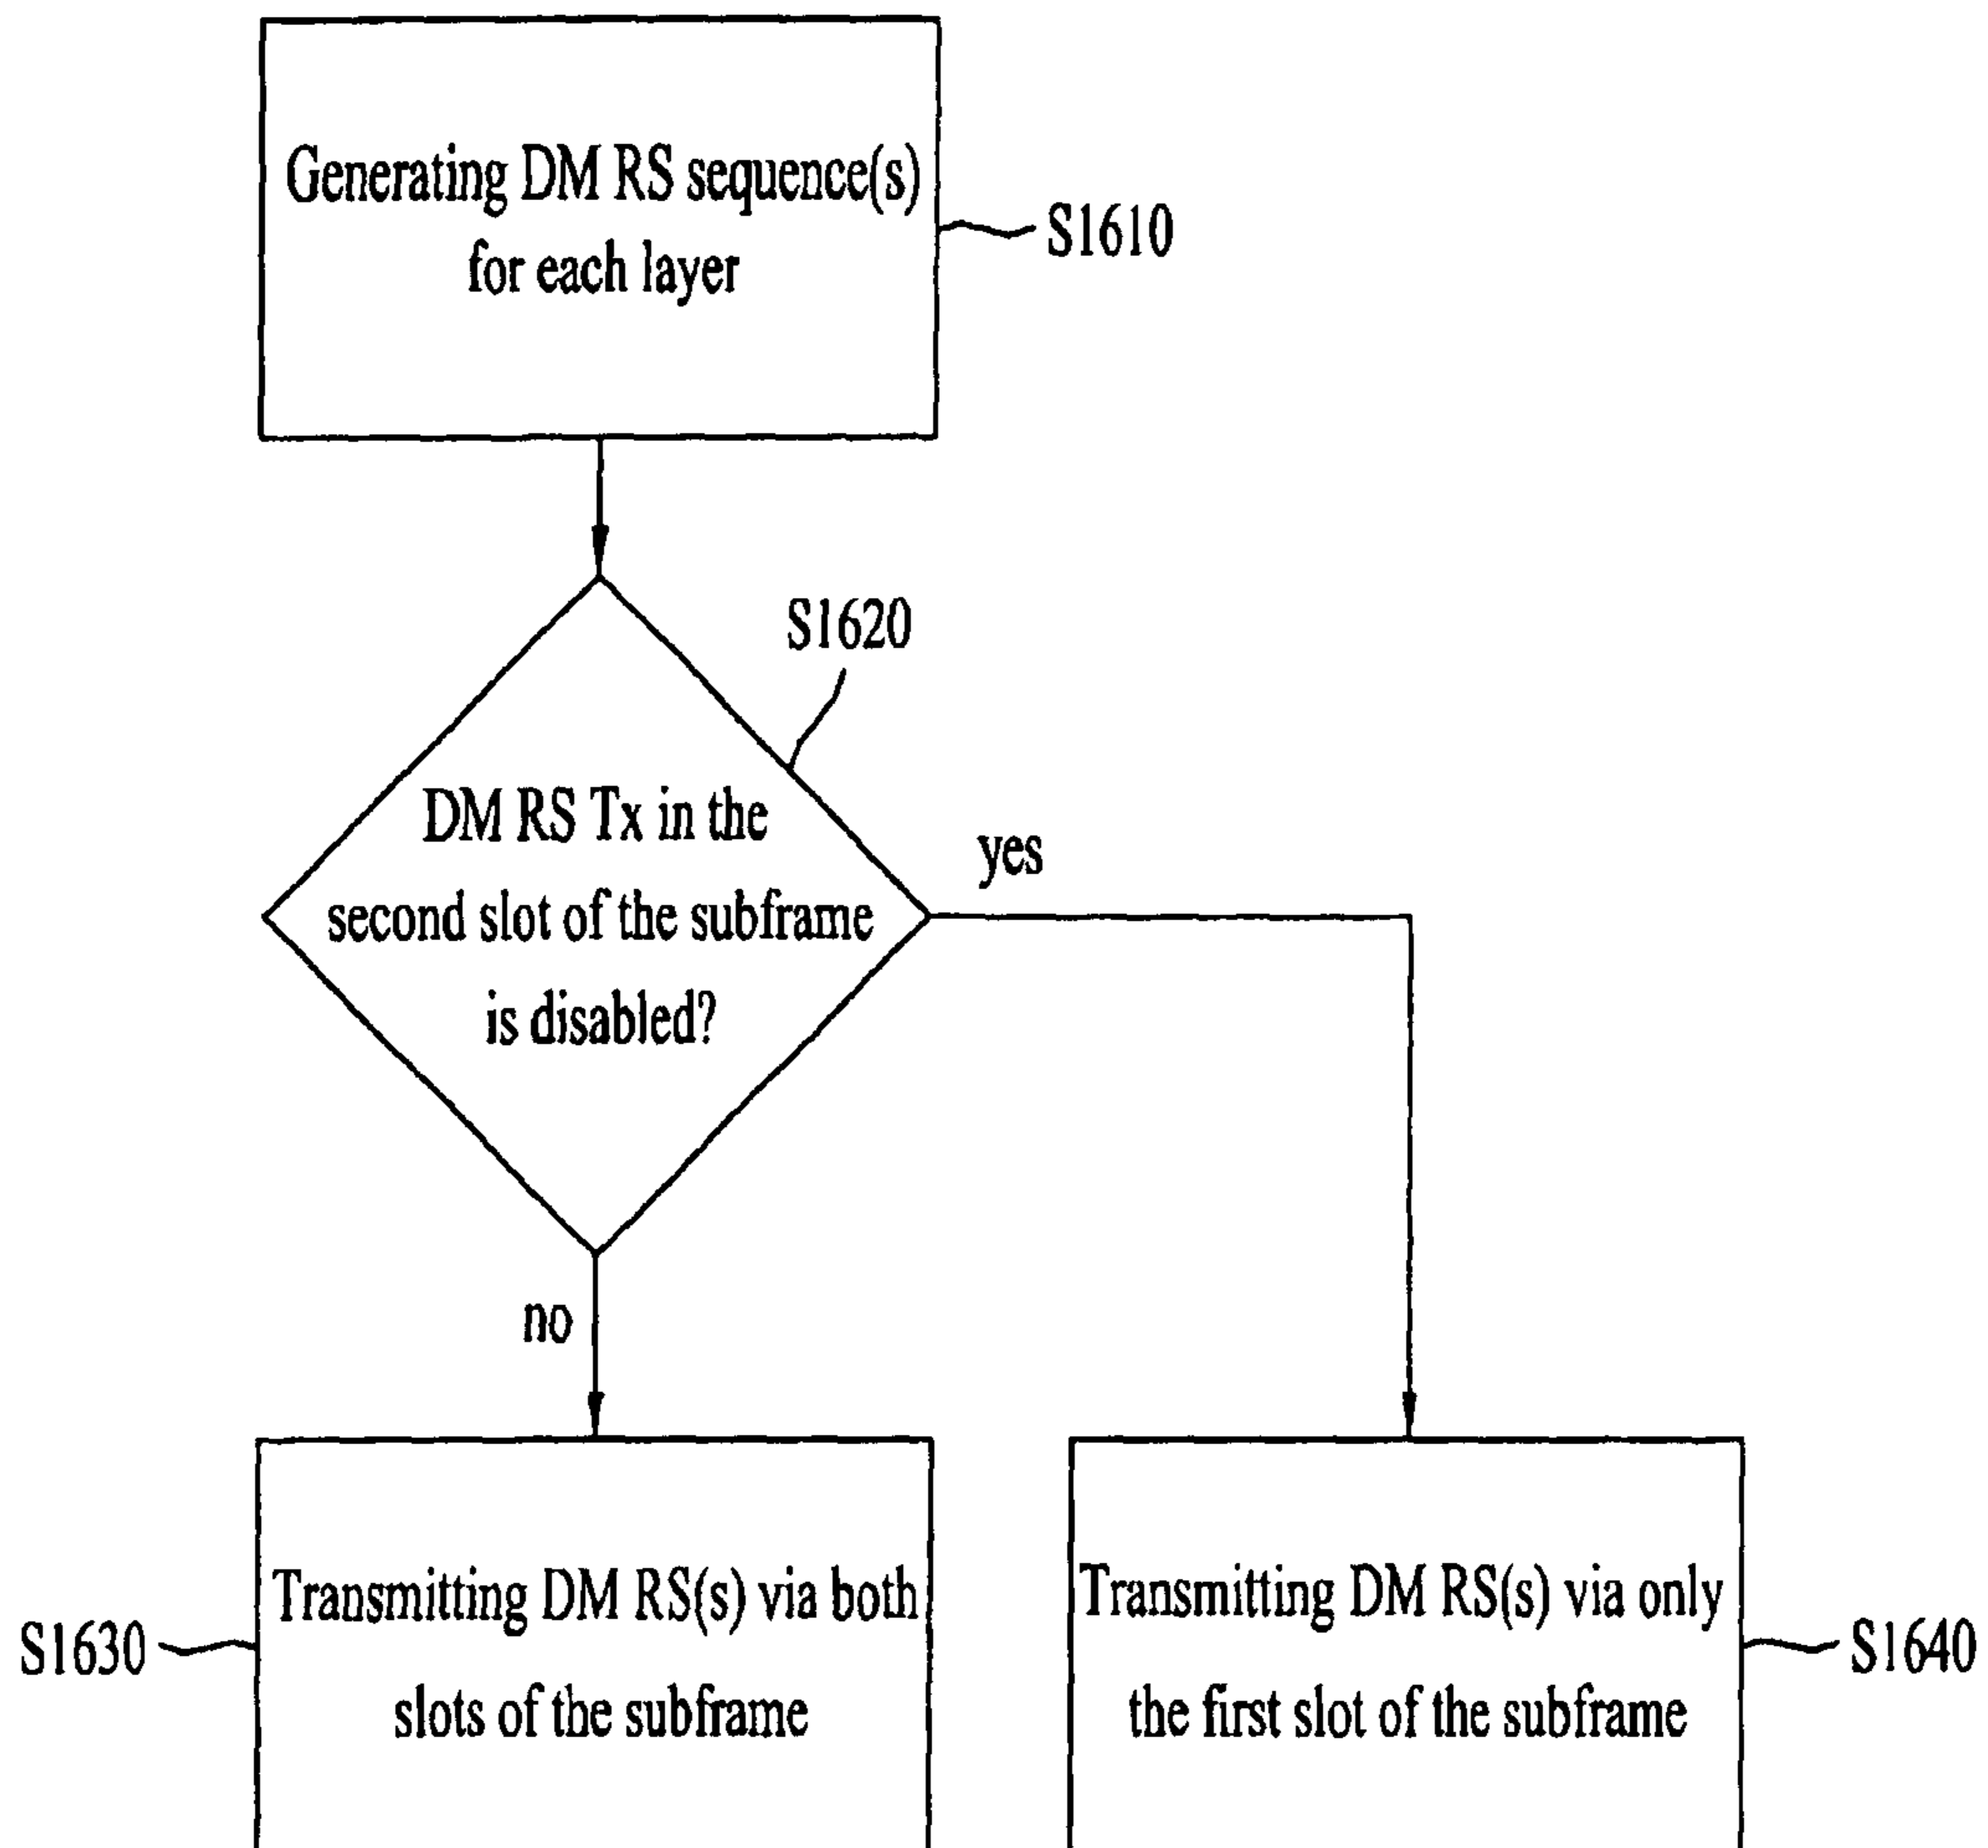 Generating DM RS sequence(s)
for each layer
S1610
S1620
DM RS Tx in the
second slot of the subframe
is disabled?
yes
no
Transmitting DM RS(s) via both
slots of the subframe
S1630
Transmitting DM RS(s) via only
the first slot of the subframe
S1640